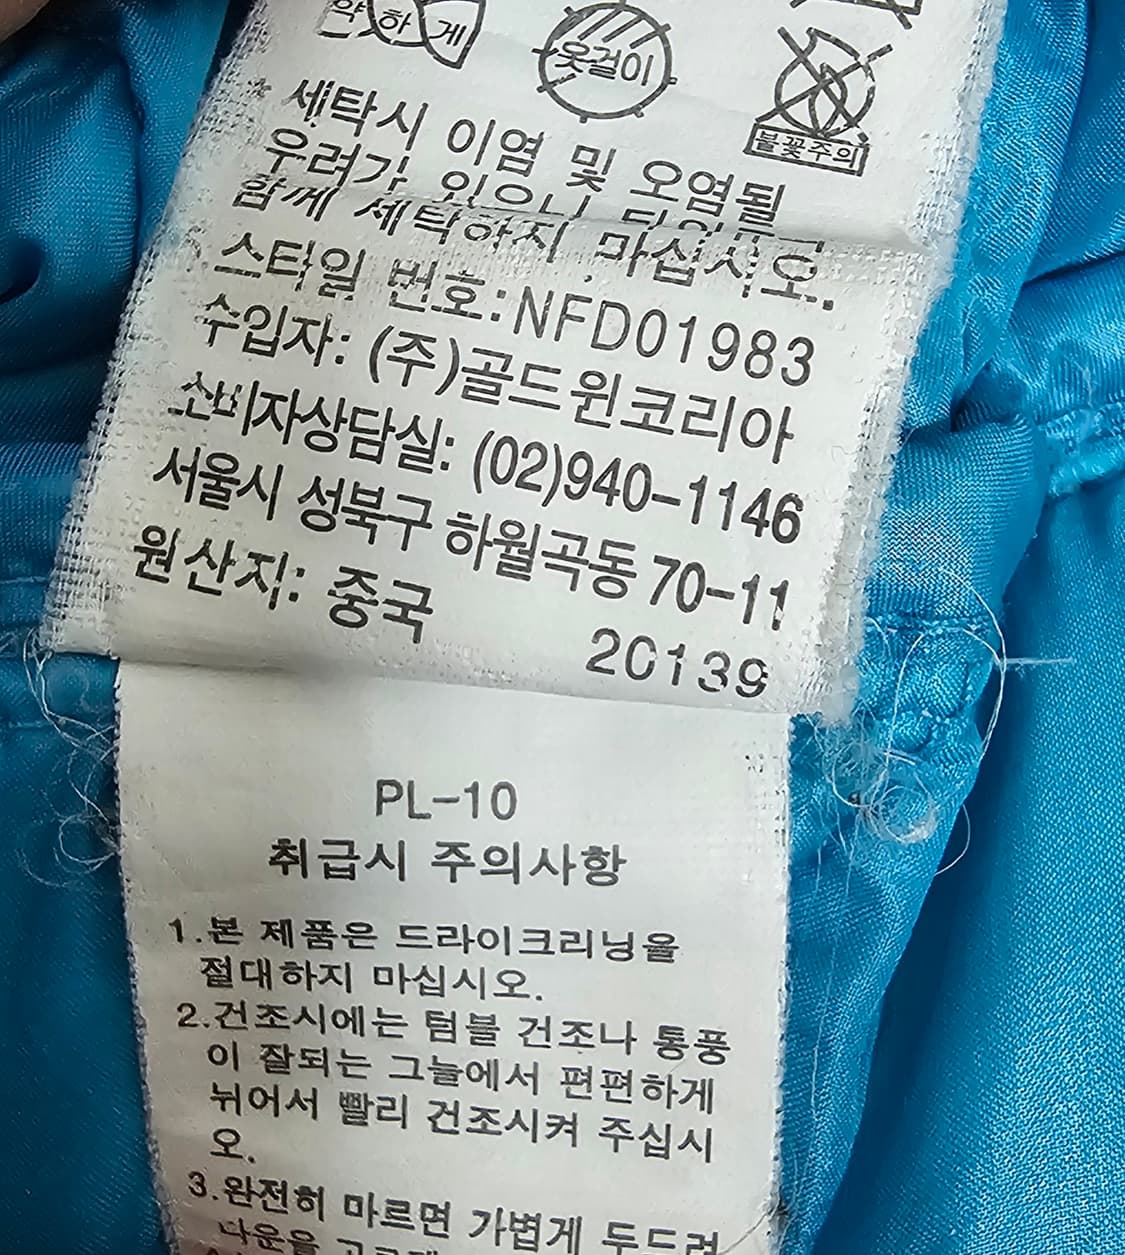 약하게
옷걸이
불꽃주의
* 세탁시 이염 및 오염될
우려가 있으니
함께 세탁하지 마십시오.
스타일 번호: NFD01983
수입자: (주)골드윈코리아
소비자상담실: (02)940-1146
서울시 성북구 하월곡동 70-11
원산지: 중국
20139
PL-10
취급시 주의사항
1.본 제품은 드라이크리닝을
절대하지 마십시오.
2.건조시에는 텀블 건조나 통풍
이 잘되는 그늘에서 편편하게
뉘어서 빨리 건조시켜 주십시
오.
3.완전히 마르면 가볍게 두드려
다운을